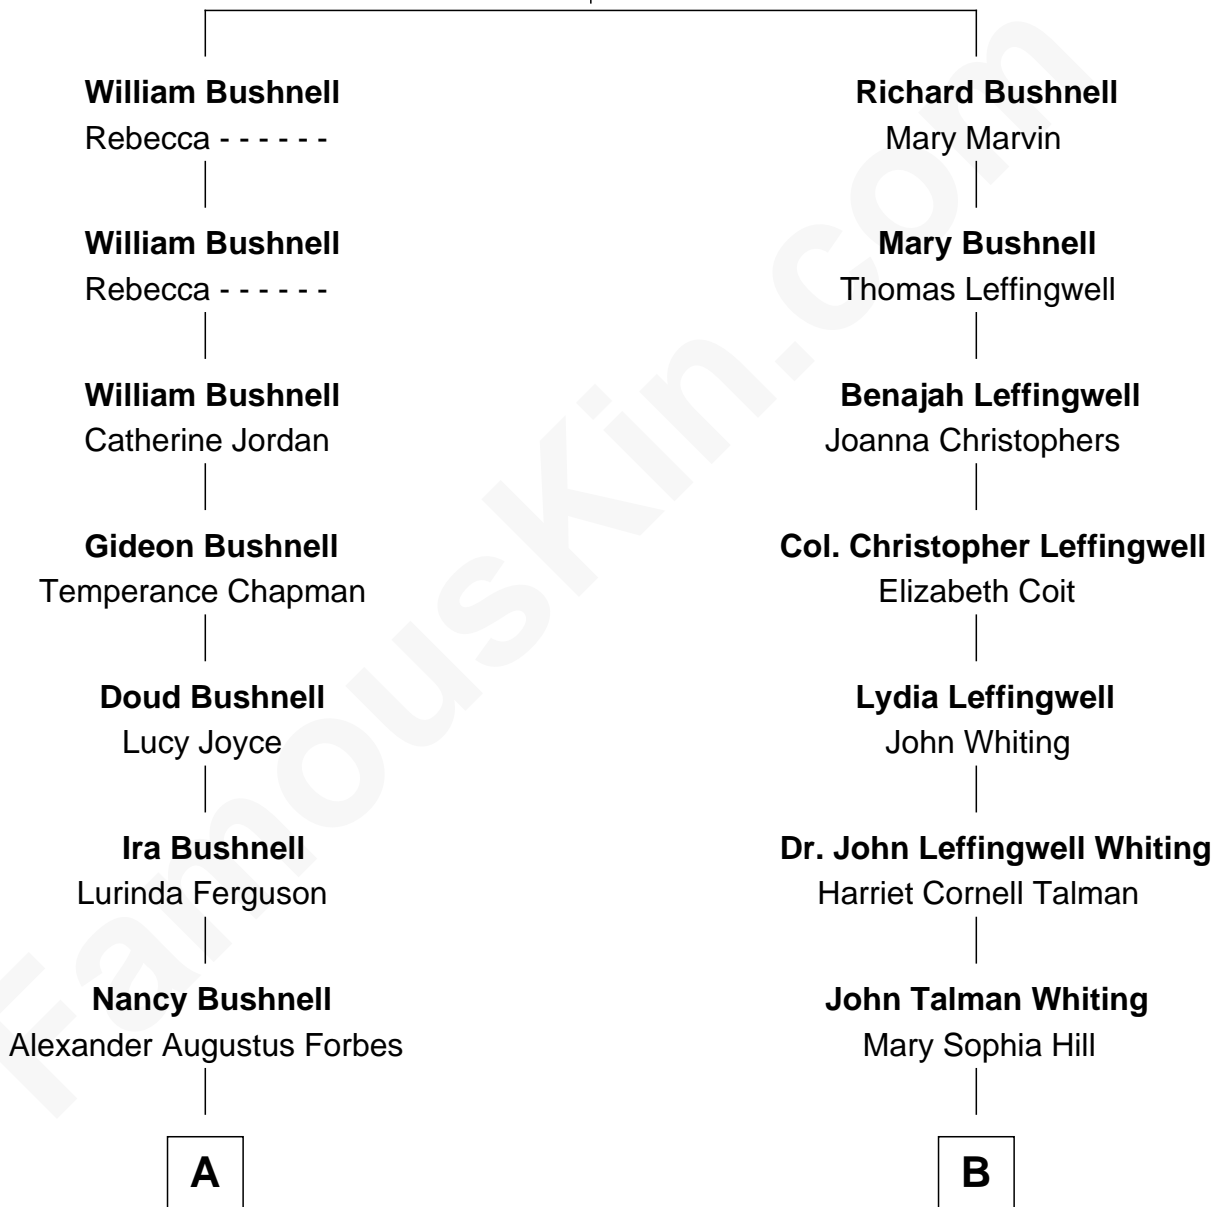 William Bushnell
Rebecca - - - - - -
William Bushnell
Rebecca - - - - - -
William Bushnell
Catherine Jordan
Gideon Bushnell
Temperance Chapman
Doud Bushnell
Lucy Joyce
Ira Bushnell
Lurinda Ferguson
Nancy Bushnell
Alexander Augustus Forbes
A
Richard Bushnell
Mary Marvin
Mary Bushnell
Thomas Leffingwell
Benajah Leffingwell
Joanna Christophers
Col. Christopher Leffingwell
Elizabeth Coit
Lydia Leffingwell
John Whiting
Dr. John Leffingwell Whiting
Harriet Cornell Talman
John Talman Whiting
Mary Sophia Hill
B
FamousKin.com